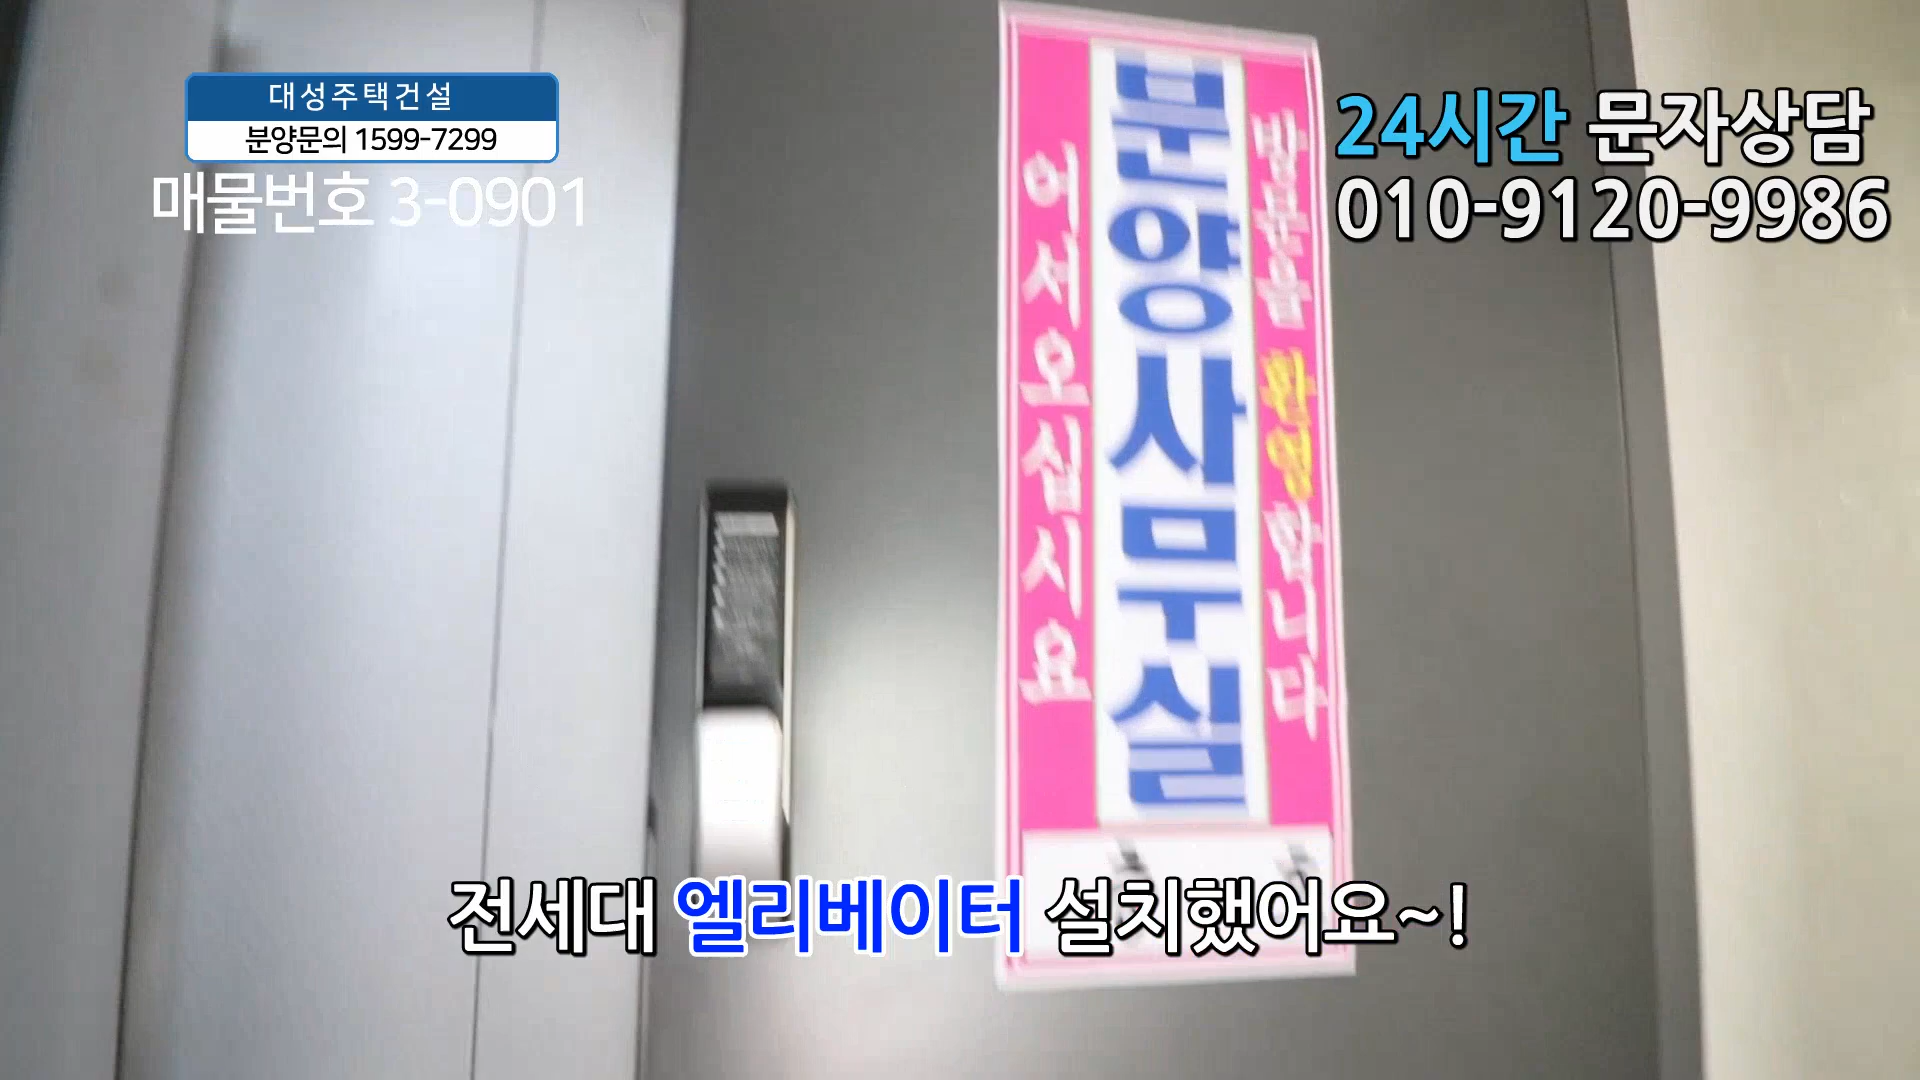 대성주택건설
분양문의 1599-7299
매물번호 3-0901
24시간 문자상담
010-9120-9986
어서오십시요
분양사무실
방문을 환영합니다
전세대 엘리베이터 설치했어요~!